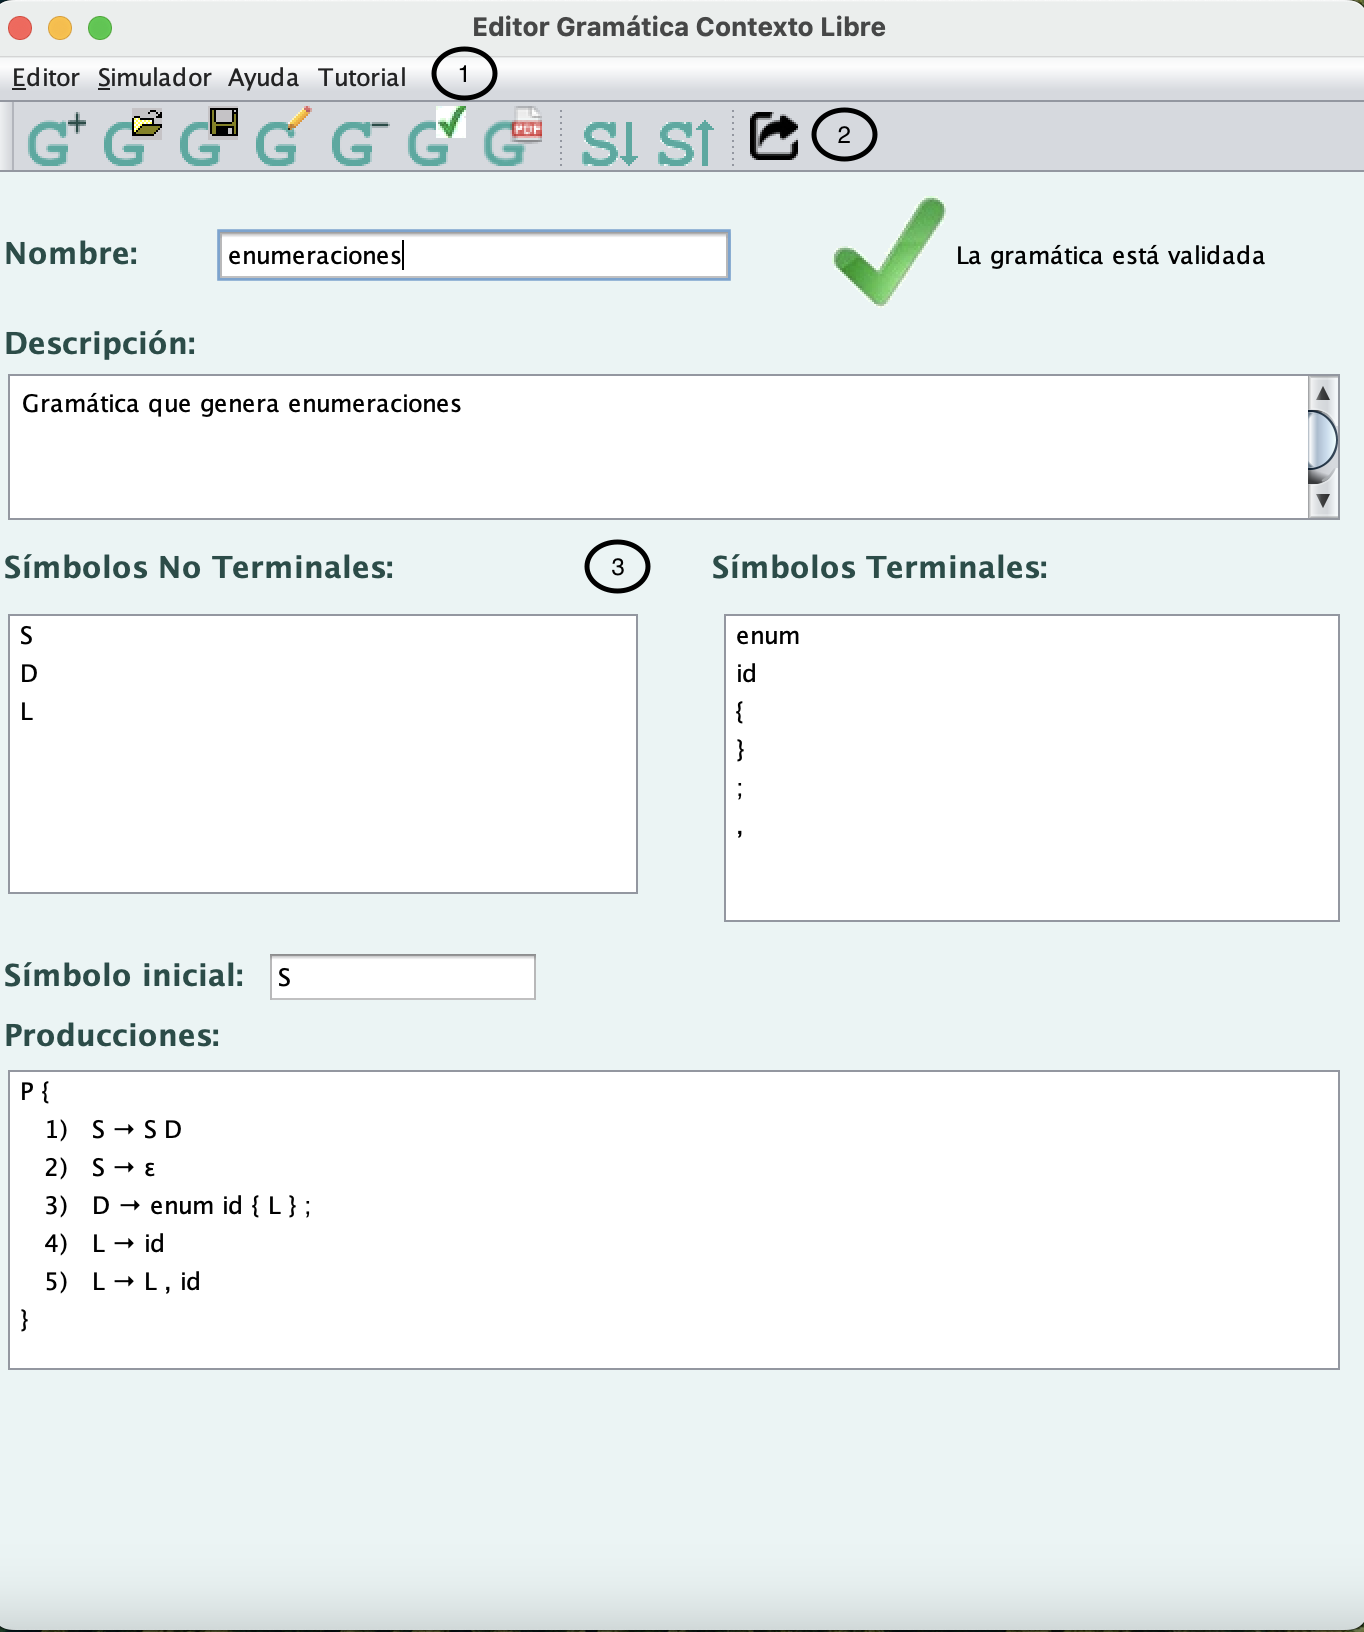 Editor Gramática Contexto Libre
Editor Simulador Ayuda Tutorial 1
G+ G G G G− G G PDF S↓ S↑ 2
Nombre: enumeraciones La gramática está validada
Descripción:
Gramática que genera enumeraciones
Símbolos No Terminales: 3 Símbolos Terminales:
S
D
L
enum
id
{
}
;
,
Símbolo inicial: S
Producciones:
P {
1) S → S D
2) S → ε
3) D → enum id { L } ;
4) L → id
5) L → L , id
}